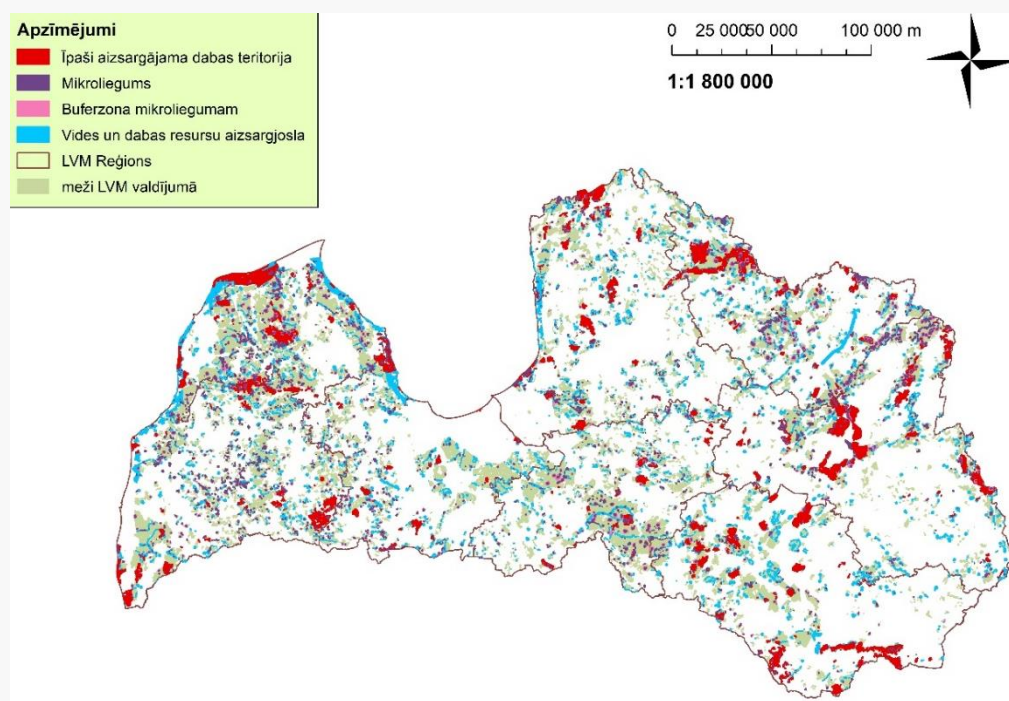 Apzīmējumi
Īpaši aizsargājama dabas teritorija
Mikroliegums
Buferzona mikroliegumam
Vides un dabas resursu aizsargjosla
LVM Reģions
meži LVM valdījumā
0 25 000 50 000 100 000 m
1:1 800 000